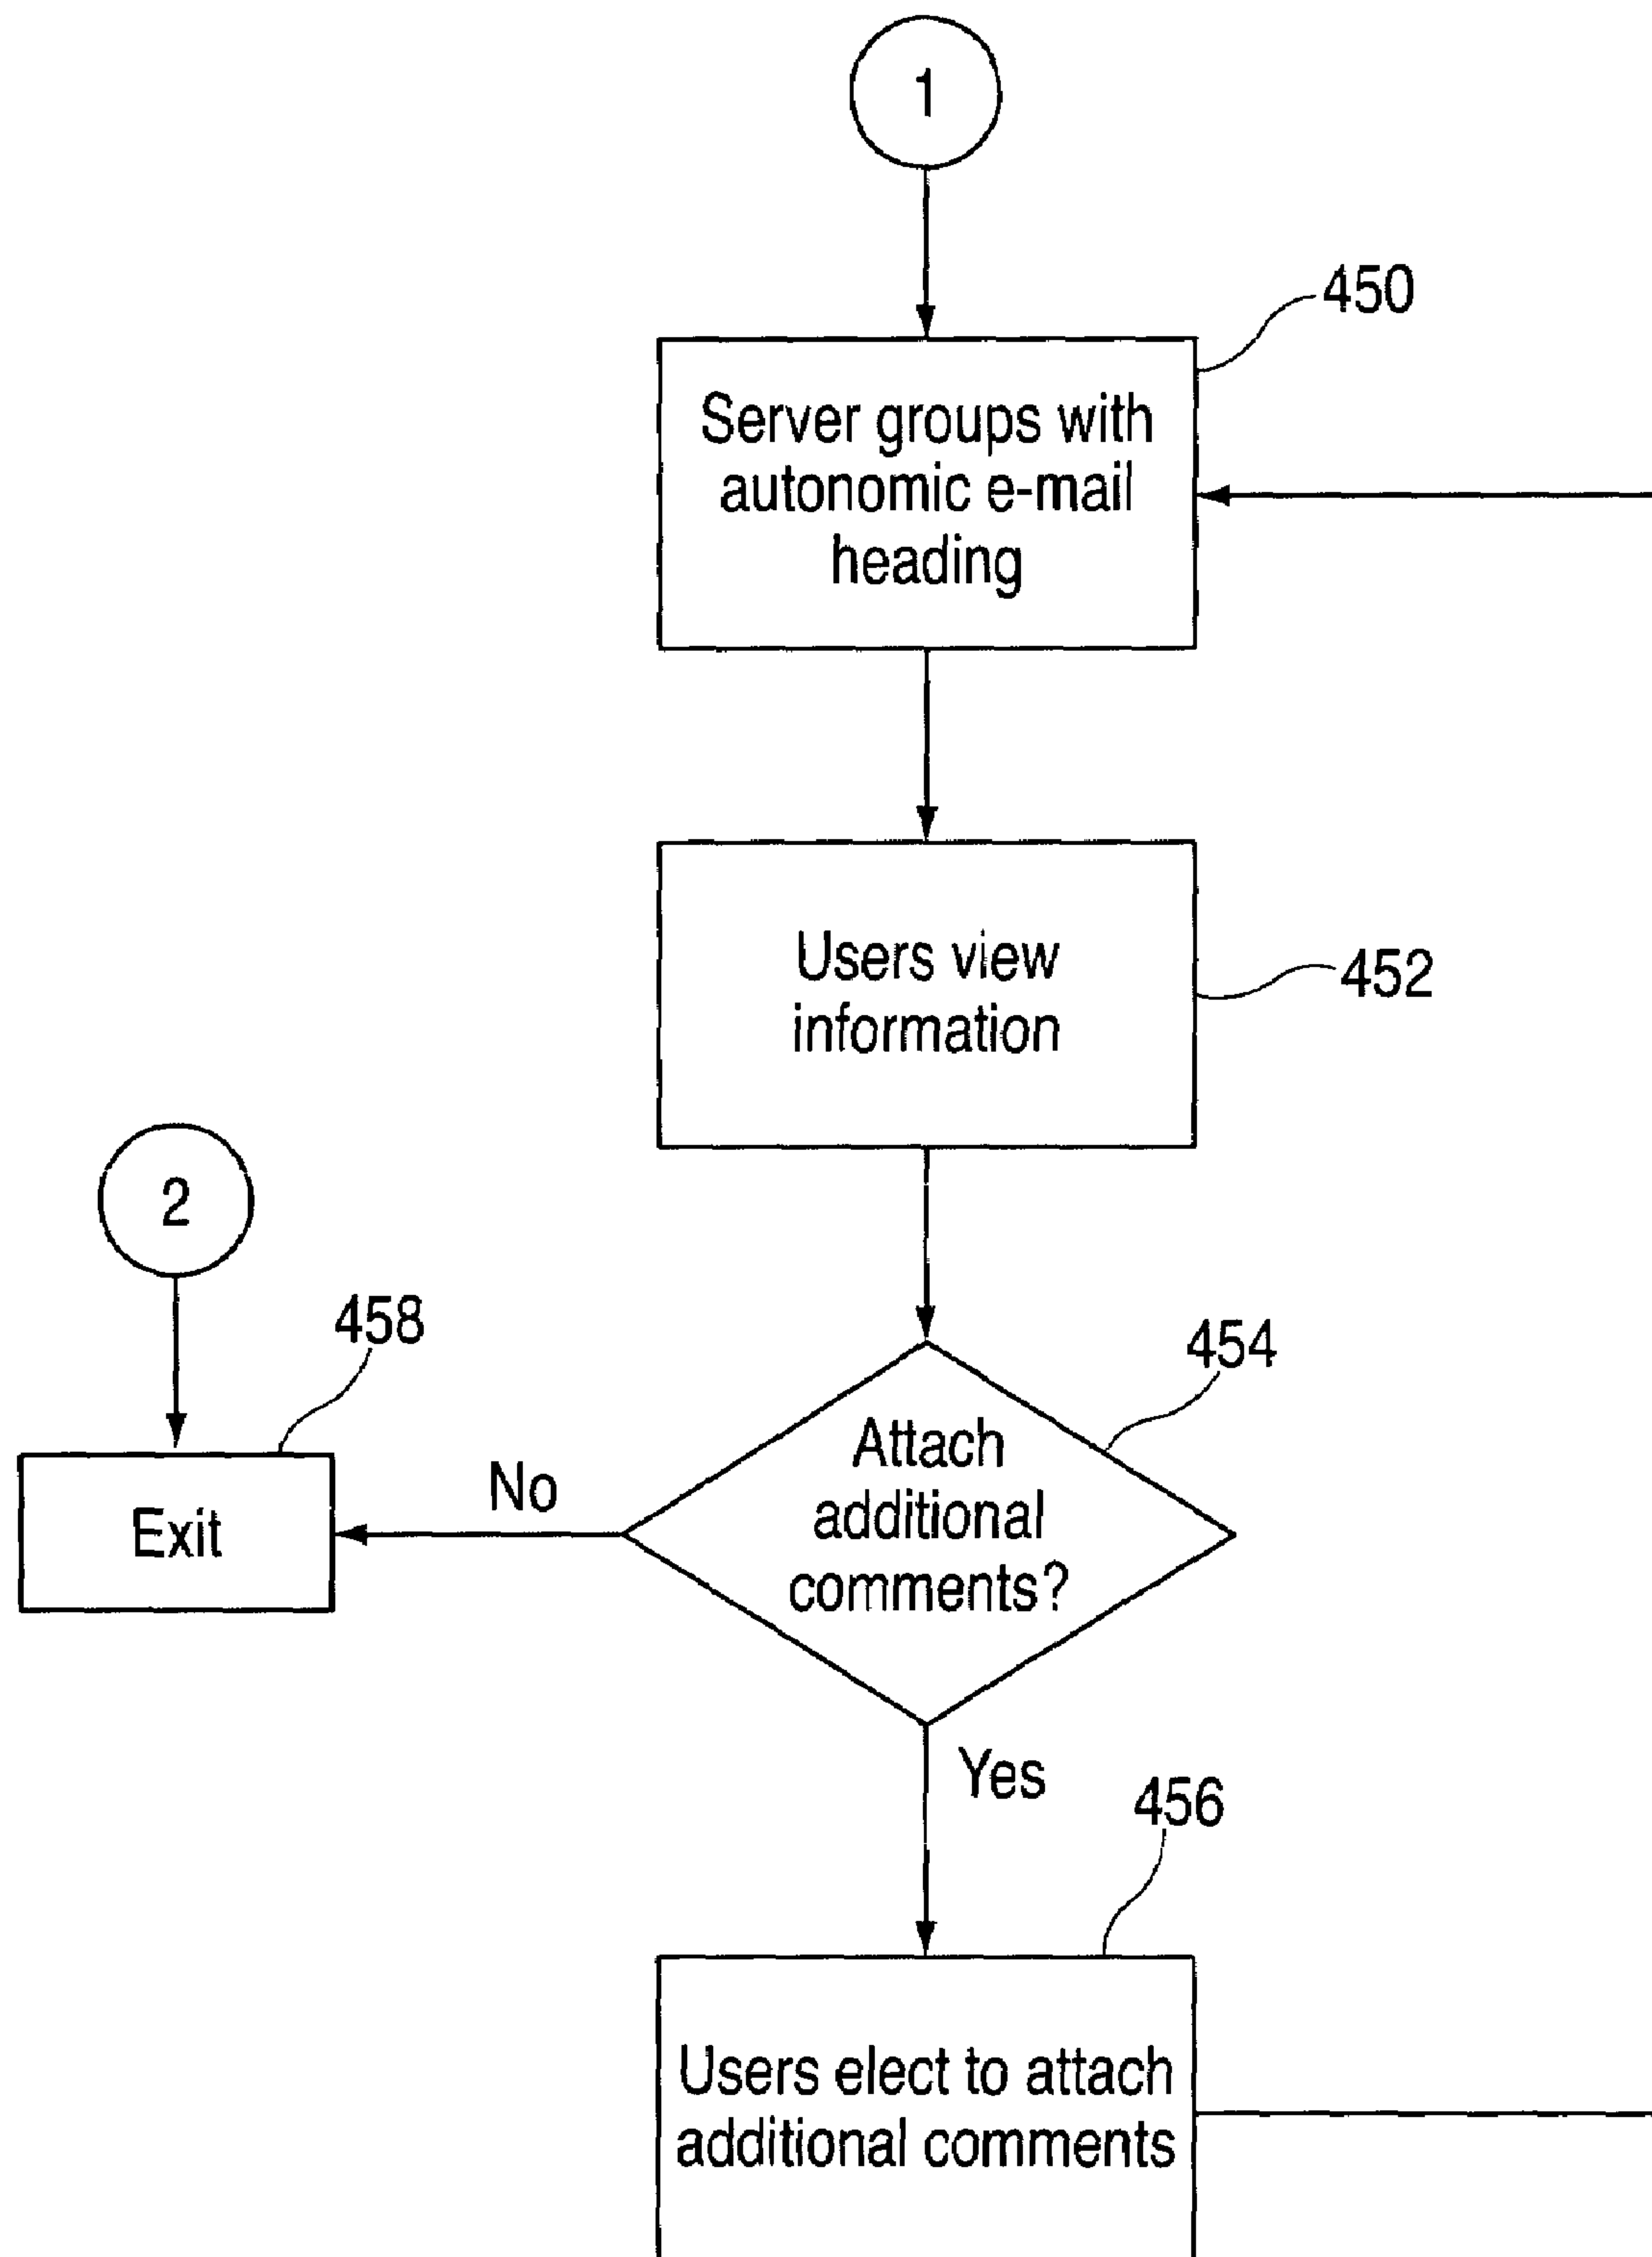 1
450
Server groups with
autonomic e-mail
heading
Users view
information
452
2
458
454
Attach
additional
comments?
No
Exit
Yes
456
Users elect to attach
additional comments